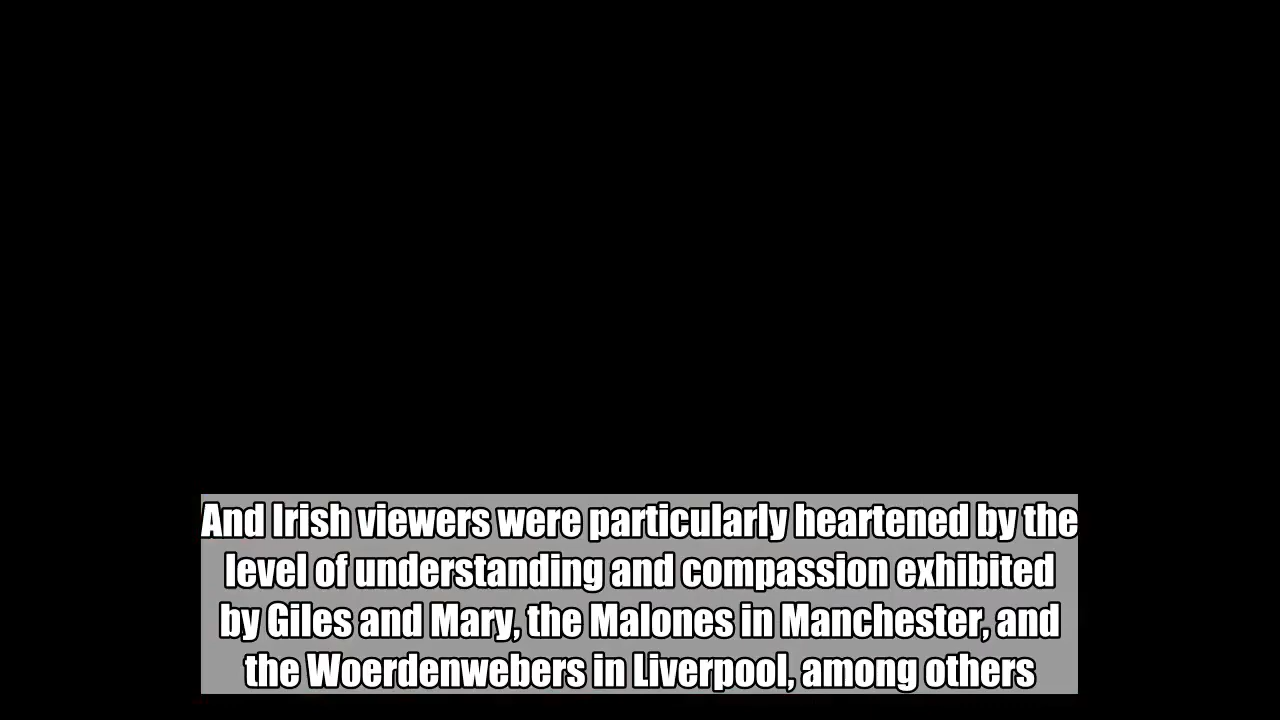 And Irish viewers were particularly heartened by the
level of understanding and compassion exhibited
by Giles and Mary, the Malones in Manchester, and
the Woerdenwebers in Liverpool, among others